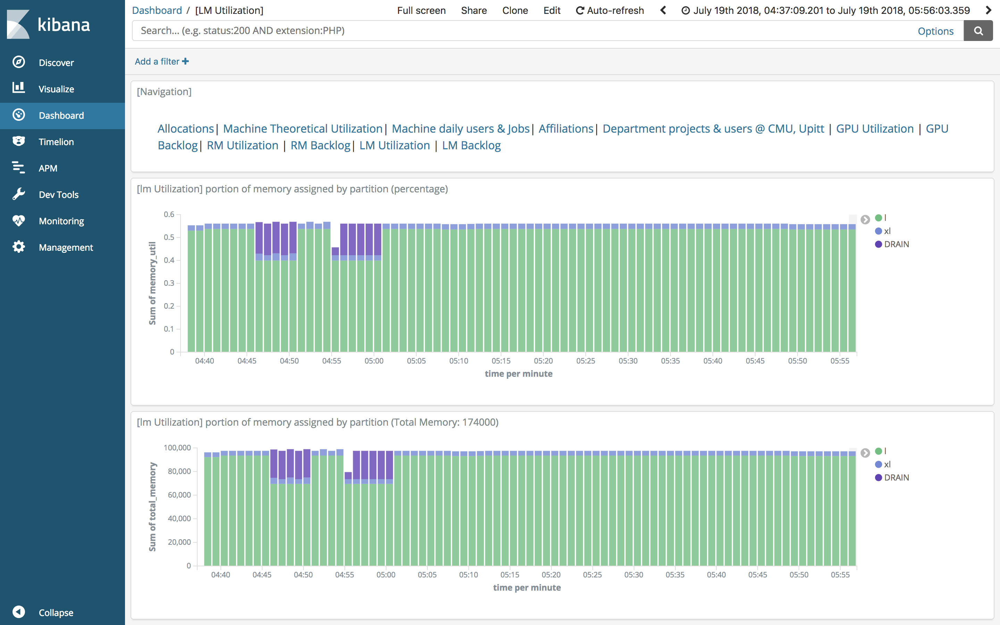 kibana
Discover
Visualize
Dashboard
Timelion
APM
Dev Tools
Monitoring
Management
Collapse
Dashboard / [LM Utilization]
Full screen Share Clone Edit Auto-refresh July 19th 2018, 04:37:09.201 to July 19th 2018, 05:56:03.359
Search... (e.g. status:200 AND extension:PHP) Options
Add a filter +
[Navigation]
Allocations| Machine Theoretical Utilization| Machine daily users & Jobs| Affiliations| Department projects & users @ CMU, Upitt | GPU Utilization | GPU
Backlog| RM Utilization | RM Backlog| LM Utilization | LM Backlog
[lm Utilization] portion of memory assigned by partition (percentage)
Sum of memory_util
0.6
0.5
0.4
0.3
0.2
0.1
0
04:40 04:45 04:50 04:55 05:00 05:05 05:10 05:15 05:20 05:25 05:30 05:35 05:40 05:45 05:50 05:55
time per minute
l
xl
DRAIN
[lm Utilization] portion of memory assigned by partition (Total Memory: 174000)
Sum of total_memory
100,000
80,000
60,000
40,000
20,000
0
04:40 04:45 04:50 04:55 05:00 05:05 05:10 05:15 05:20 05:25 05:30 05:35 05:40 05:45 05:50 05:55
time per minute
l
xl
DRAIN